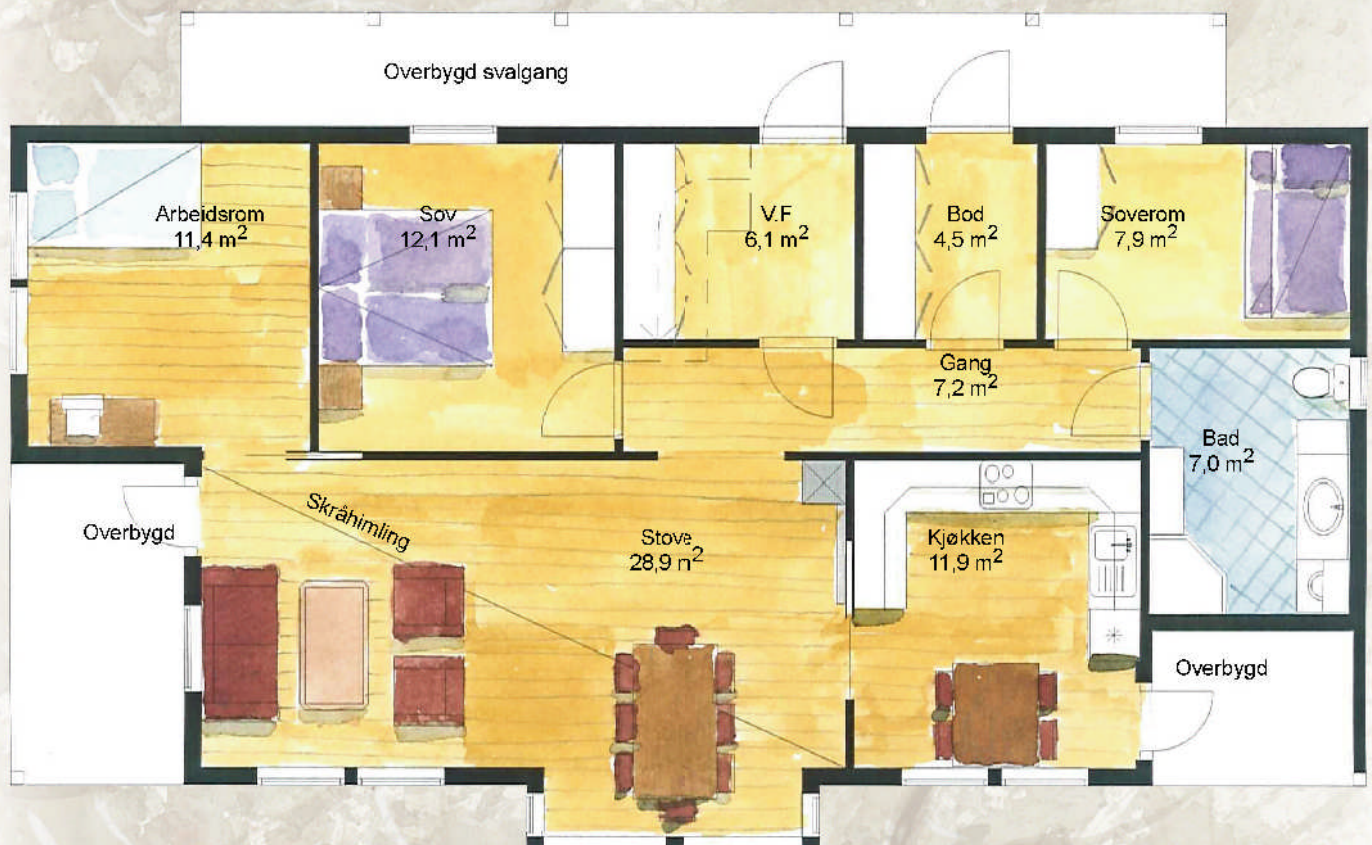 Overbygd svalgang
Arbeidsrom
11,4 m²
Sov
12,1 m²
V.F
6,1 m²
Bod
4,5 m²
Soverom
7,9 m²
Gang
7,2 m²
Bad
7,0 m²
Overbygd
Skråhimling
Stove
28,9 m²
Kjøkken
11,9 m²
Overbygd